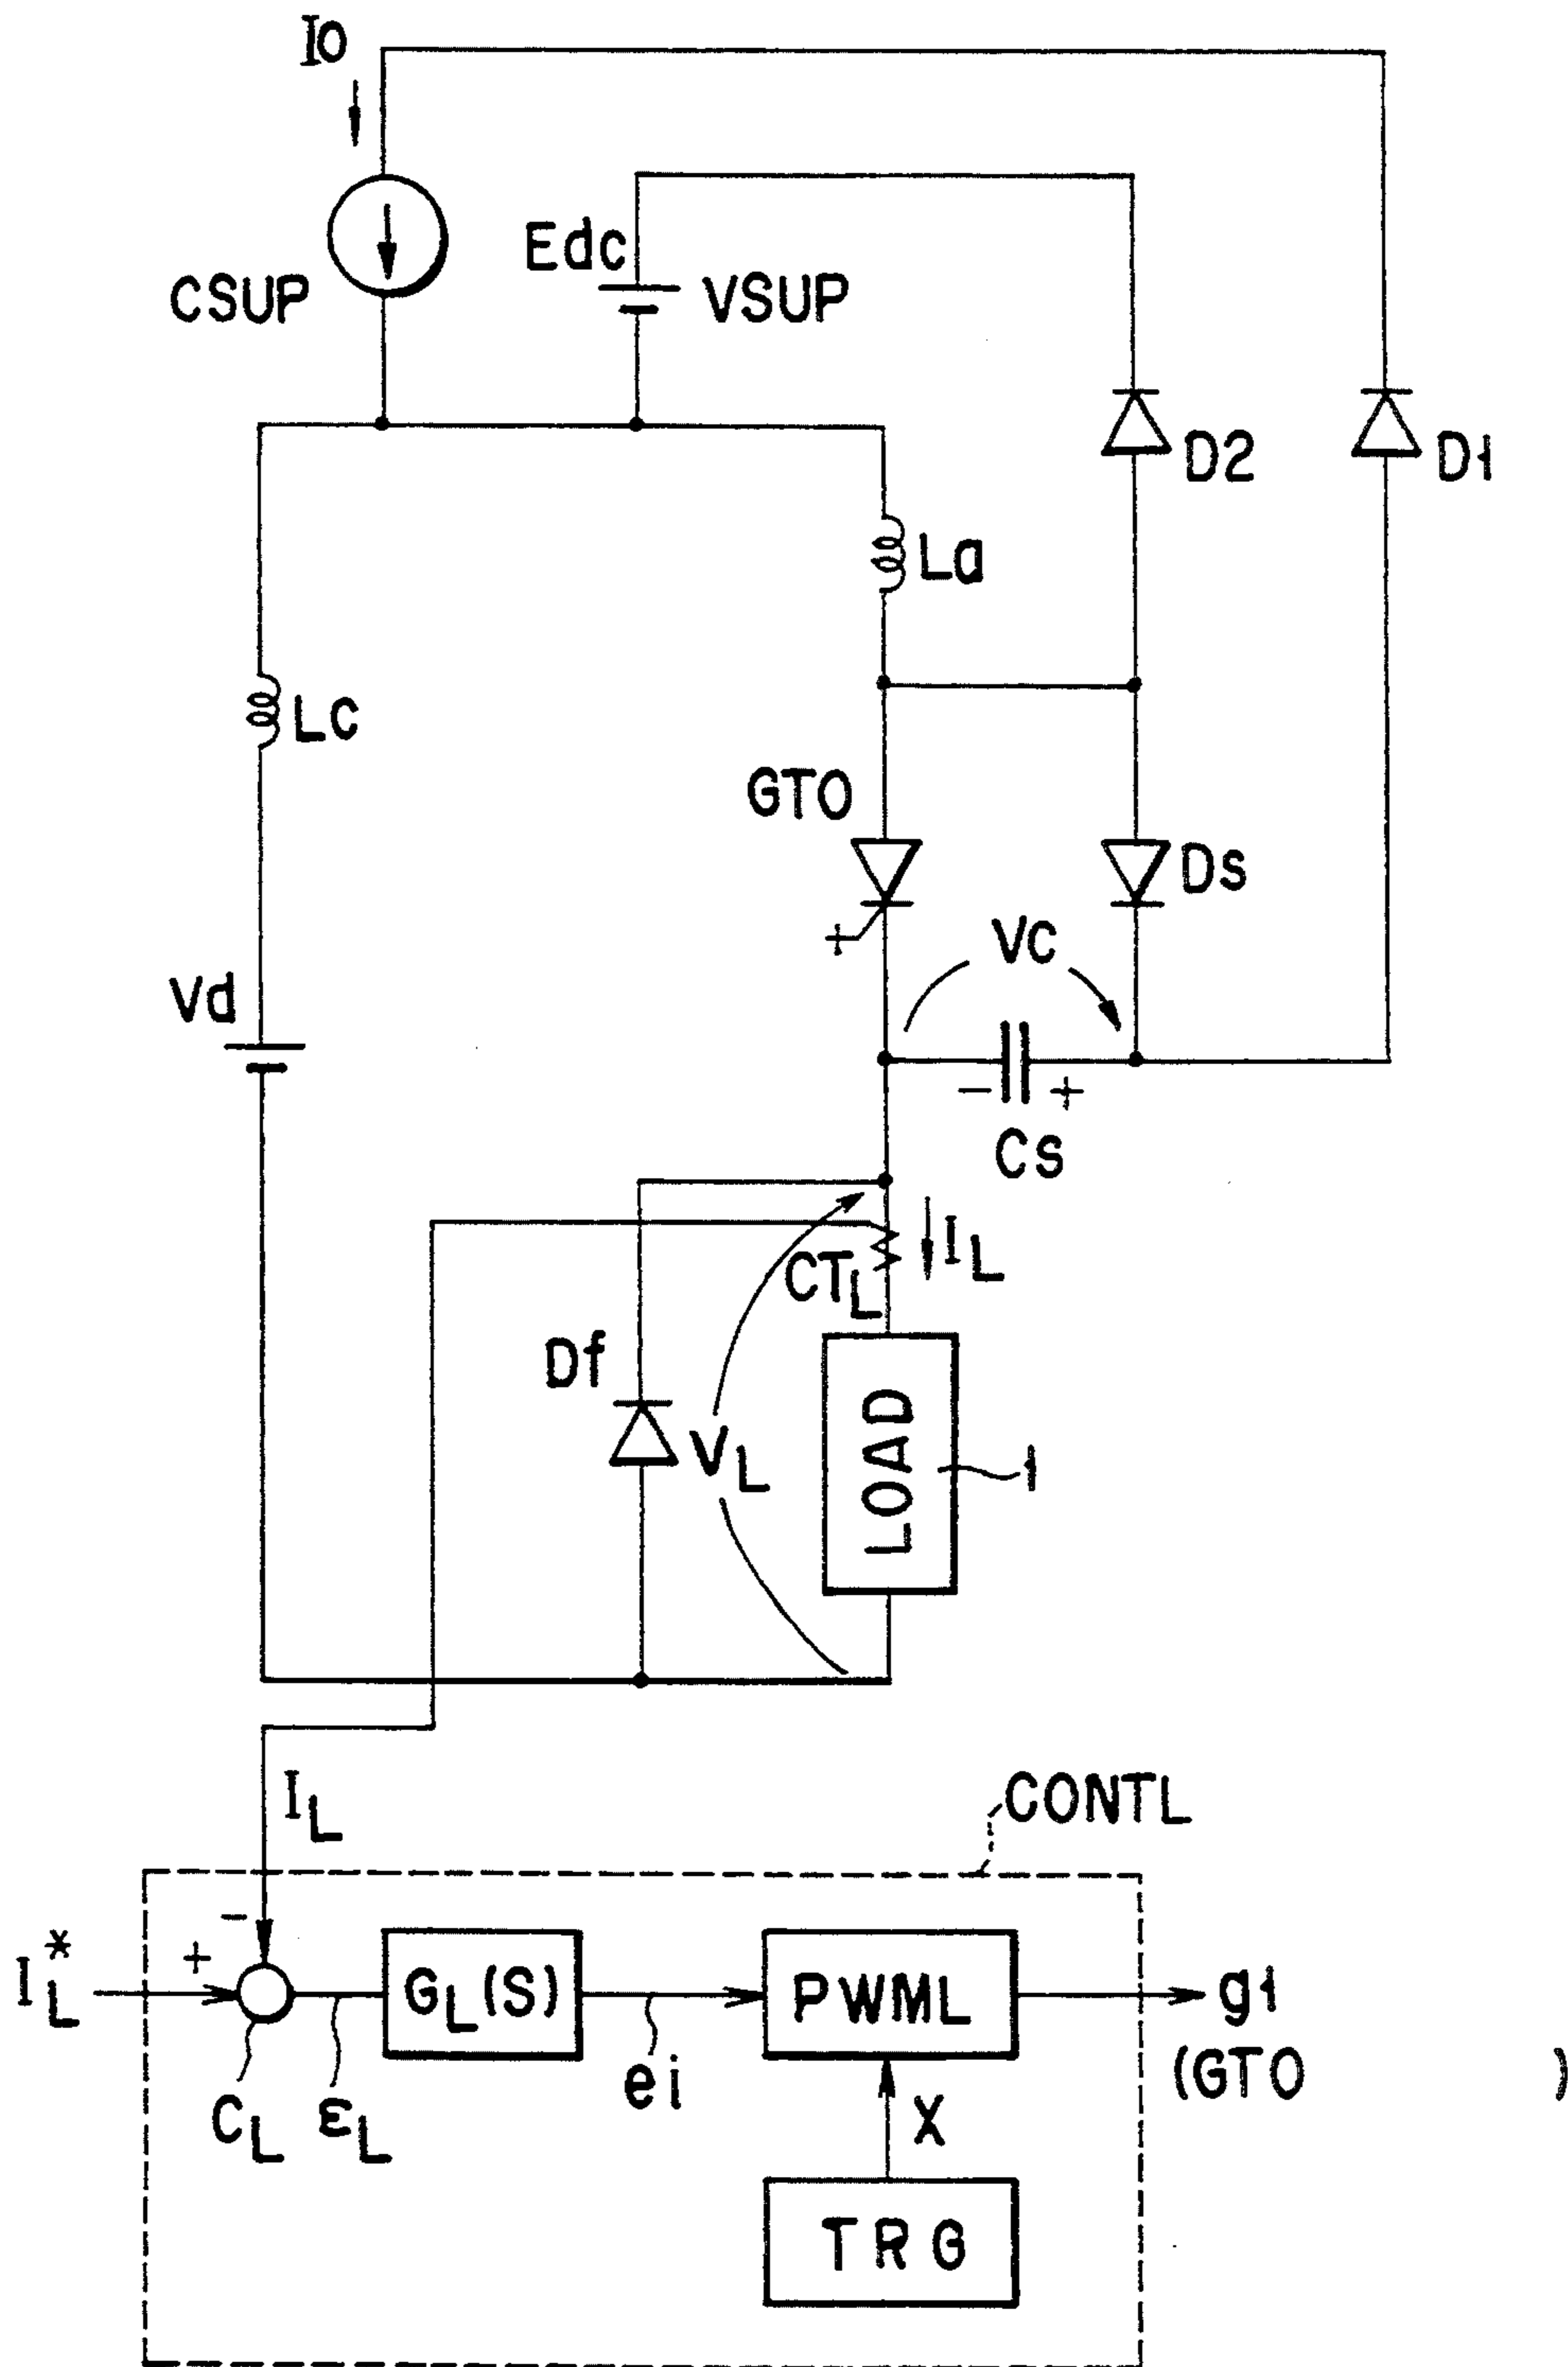 Io
Edc
CSUP
VSUP
D2
D1
La
Lc
GTO
Ds
+
Vc
Vd
- +
Cs
IL
CTL
Df
VL
LOAD
1
IL
CONTL
-
+
IL*
GL(S)
PWML
g1
ei
(GTO )
CL
εL
X
TRG